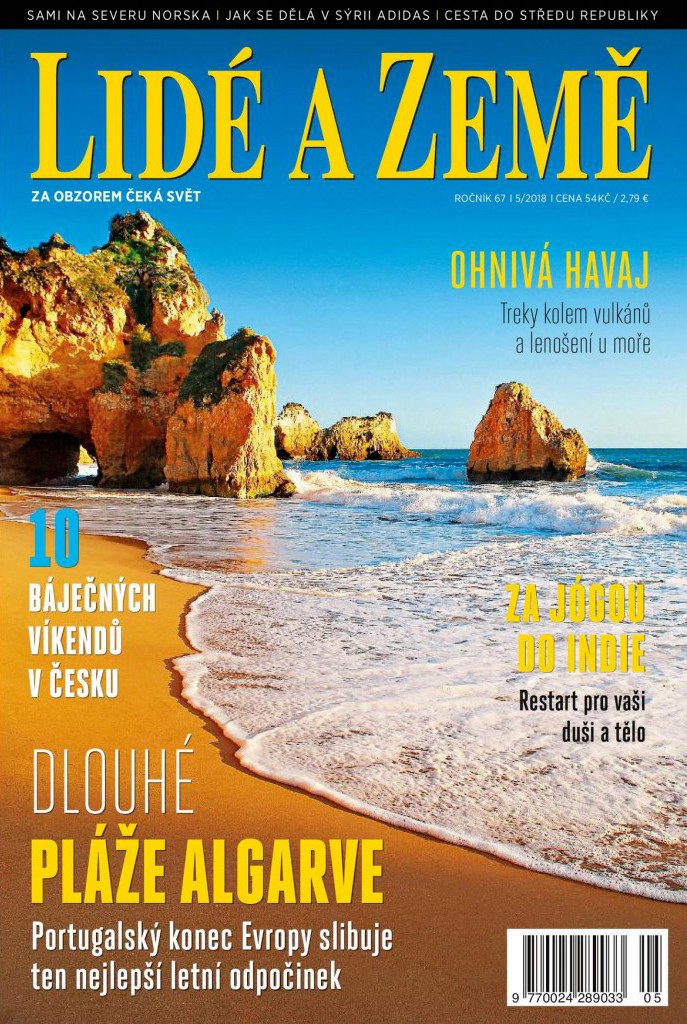 SAMI NA SEVERU NORSKA | JAK SE DĚLÁ V SÝRII ADIDAS | CESTA DO STŘEDU REPUBLIKY
LIDÉ A ZEMĚ
ZA OBZOREM ČEKÁ SVĚT
ROČNÍK 67 | 5/2018 | CENA 54KČ / 2,79 €
OHNIVÁ HAVAJ
Treky kolem vulkánů
a lenošení u moře
10
BÁJEČNÝCH
VÍKENDŮ
V ČESKU
ZA JÓGOU
DO INDIE
Restart pro vaši
duši a tělo
DLOUHÉ
PLÁŽE ALGARVE
Portugalský konec Evropy slibuje
ten nejlepší letní odpočinek
9 770024 289033 05